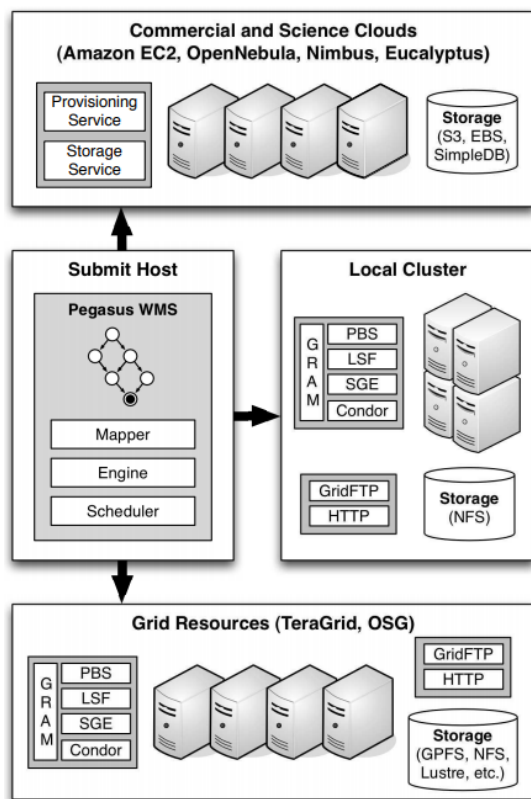 Commercial and Science Clouds
(Amazon EC2, OpenNebula, Nimbus, Eucalyptus)
Provisioning
Service
Storage
Service
Storage
(S3, EBS,
SimpleDB)
Submit Host
Pegasus WMS
Mapper
Engine
Scheduler
Local Cluster
GRAM
PBS
LSF
SGE
Condor
GridFTP
HTTP
Storage
(NFS)
Grid Resources (TeraGrid, OSG)
GRAM
PBS
LSF
SGE
Condor
GridFTP
HTTP
Storage
(GPFS, NFS,
Lustre, etc.)